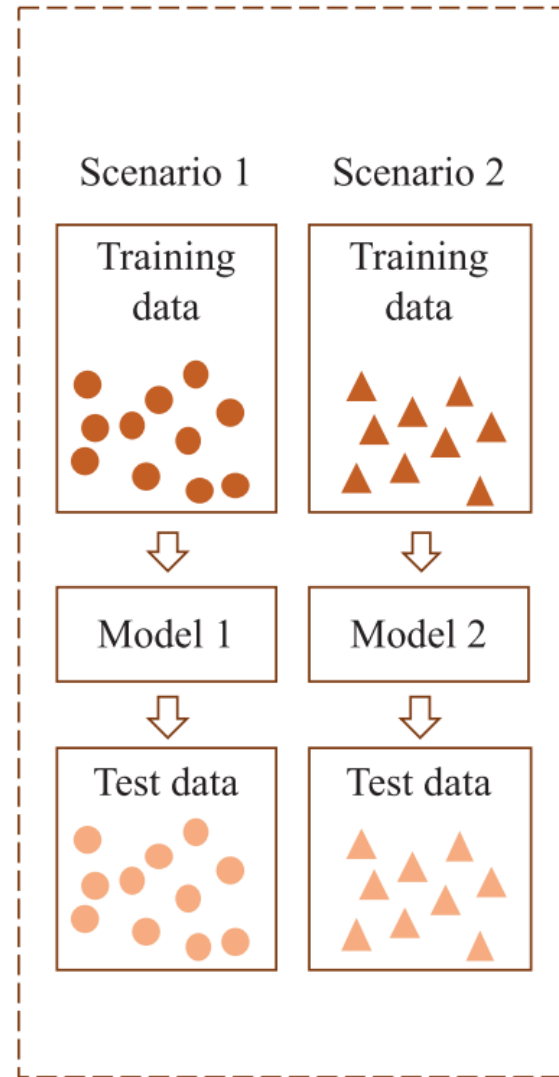 Scenario 1
Scenario 2
Training
data
Training
data
Model 1
Model 2
Test data
Test data